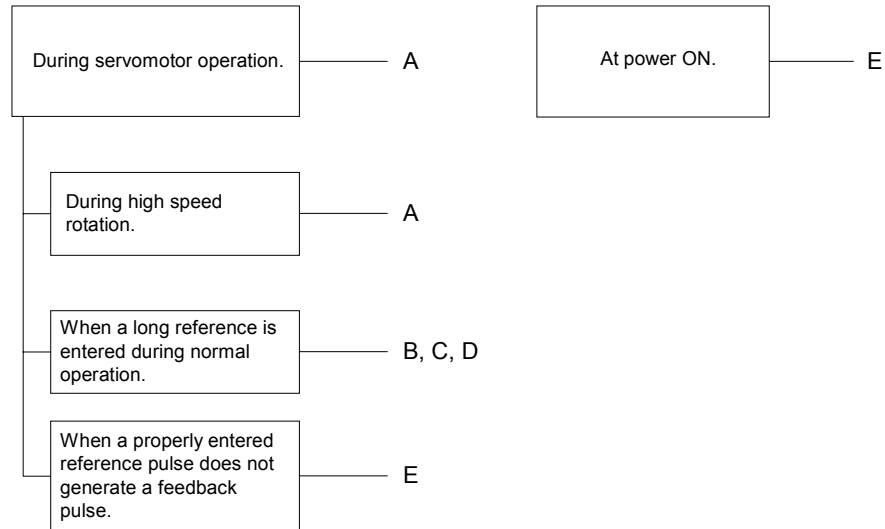 During servomotor operation.
A
At power ON.
E
During high speed
rotation.
A
When a long reference is
entered during normal
operation.
B, C, D
When a properly entered
reference pulse does not
generate a feedback
pulse.
E